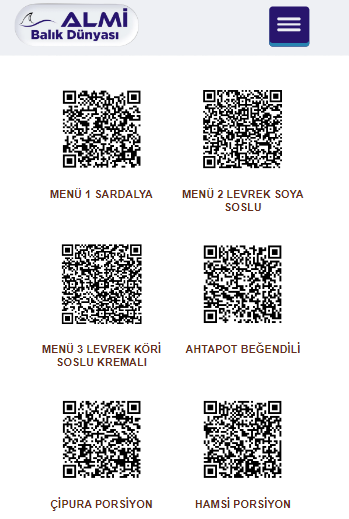 ALMİ
Balık Dünyası
MENÜ 1 SARDALYA
MENÜ 2 LEVREK SOYA
SOSLU
MENÜ 3 LEVREK KÖRİ
SOSLU KREMALI
AHTAPOT BEĞENDİLİ
ÇİPURA PORSİYON
HAMSİ PORSİYON